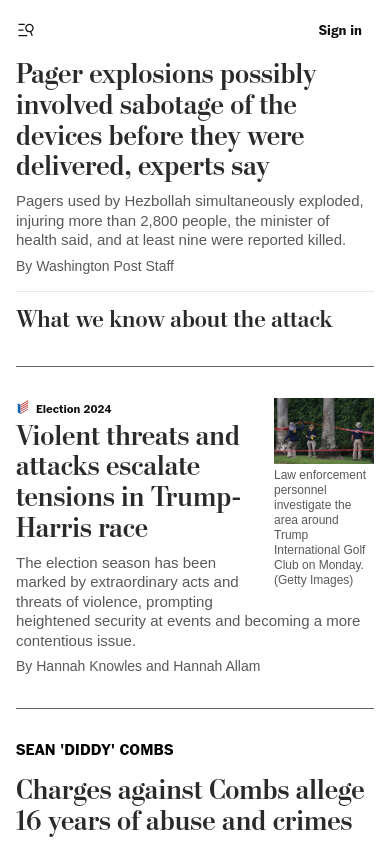 Sign in
Pager explosions possibly
involved sabotage of the
devices before they were
delivered, experts say
Pagers used by Hezbollah simultaneously exploded,
injuring more than 2,800 people, the minister of
health said, and at least nine were reported killed.
By Washington Post Staff
What we know about the attack
Election 2024
Violent threats and
attacks escalate
tensions in Trump-
Harris race
Law enforcement
personnel
investigate the
area around
Trump
International Golf
Club on Monday.
(Getty Images)
The election season has been
marked by extraordinary acts and
threats of violence, prompting
heightened security at events and becoming a more
contentious issue.
By Hannah Knowles and Hannah Allam
SEAN 'DIDDY' COMBS
Charges against Combs allege
16 years of abuse and crimes